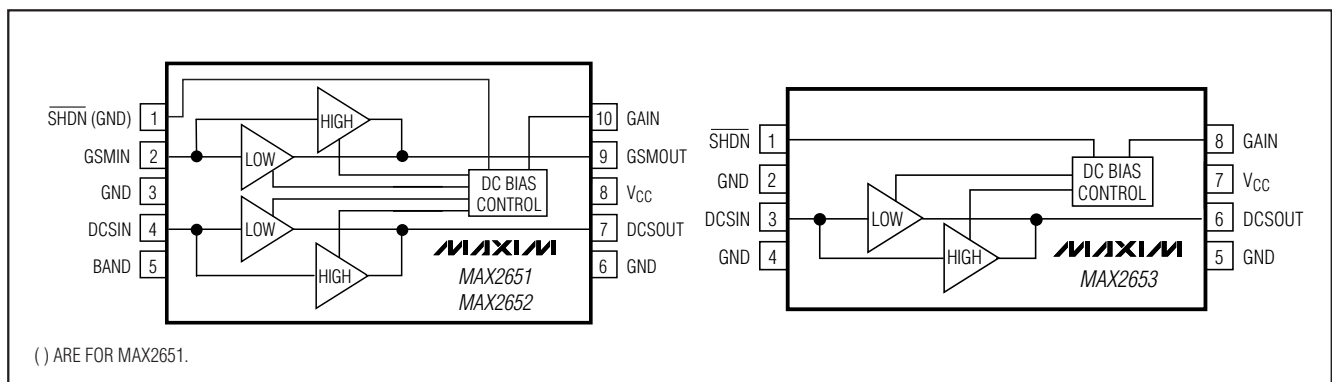 SHDN (GND) 1
GSMIN 2
GND 3
DCSIN 4
BAND 5
HIGH
LOW
LOW
HIGH
DC BIAS
CONTROL
10 GAIN
9 GSMOUT
8 VCC
7 DCSOUT
6 GND
MAXIM
MAX2651
MAX2652
SHDN 1
GND 2
DCSIN 3
GND 4
LOW
HIGH
DC BIAS
CONTROL
8 GAIN
7 VCC
6 DCSOUT
5 GND
MAXIM
MAX2653
( ) ARE FOR MAX2651.